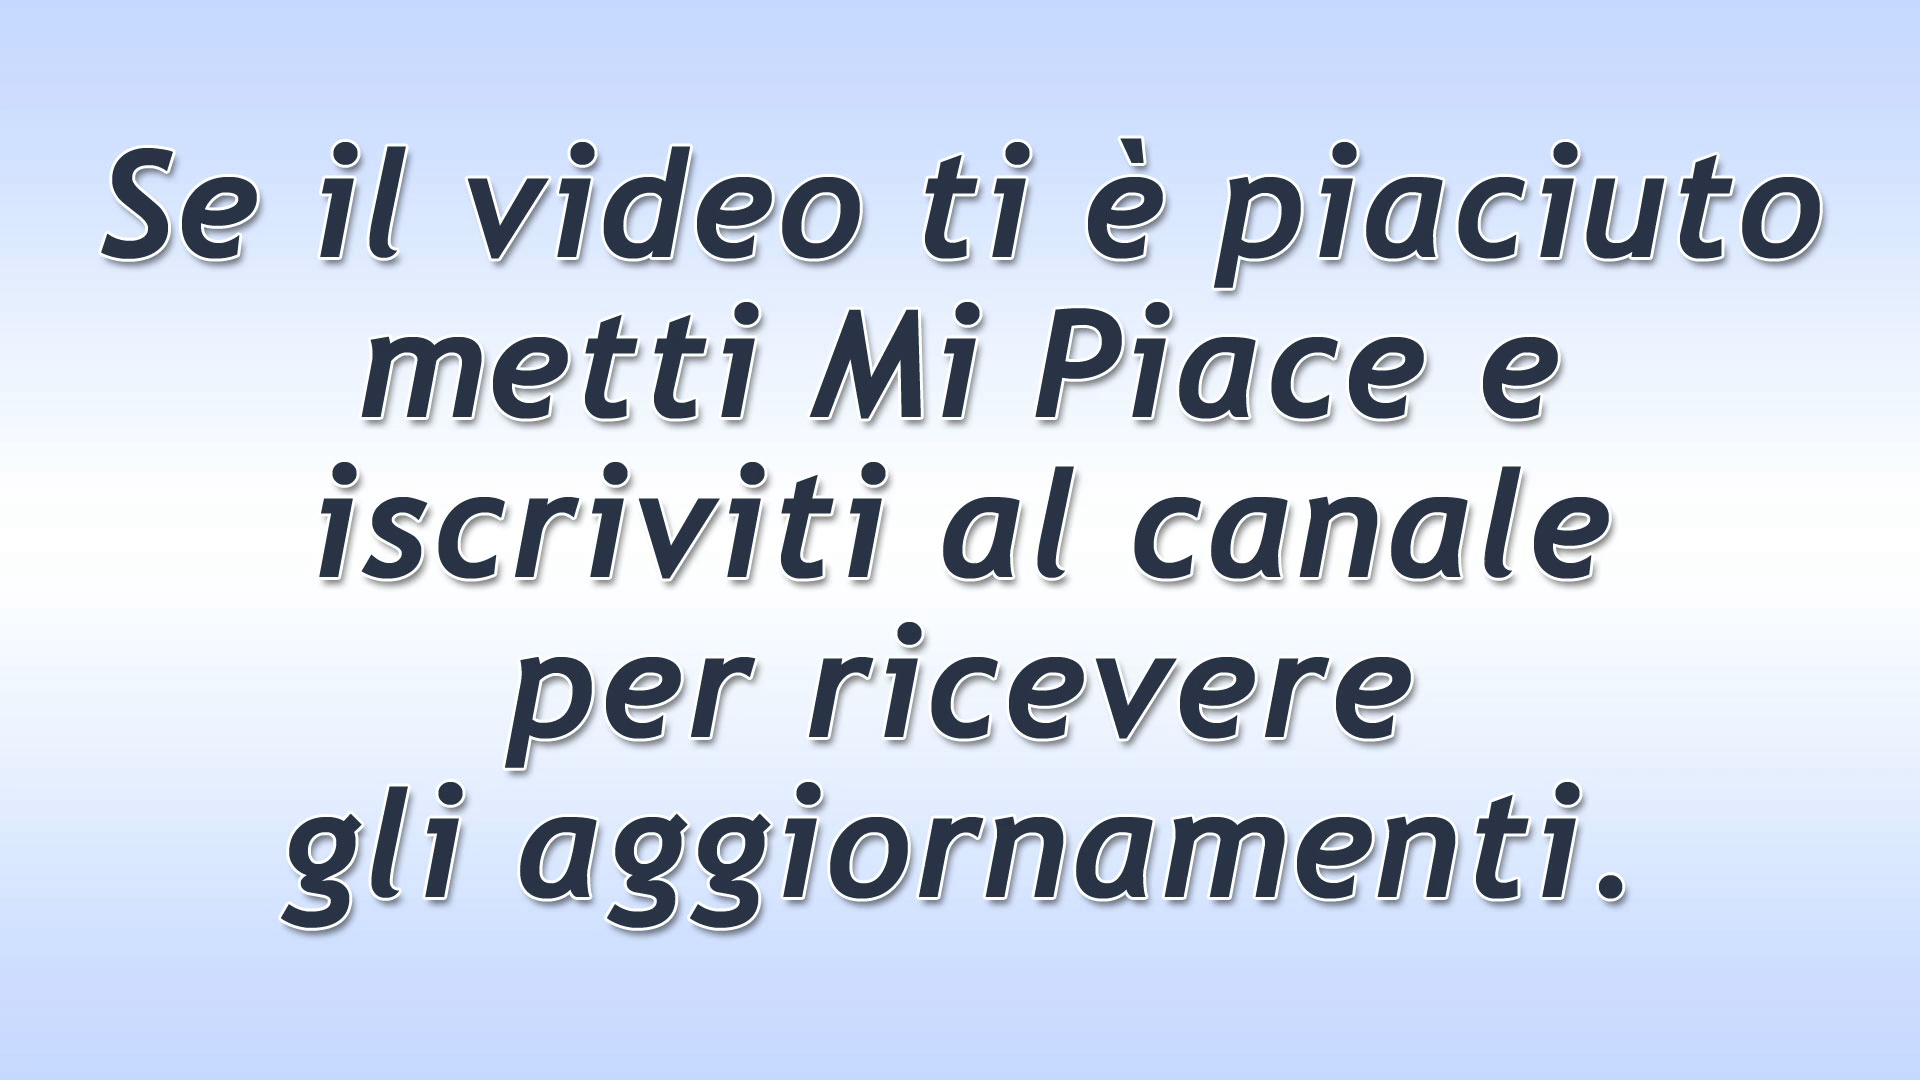 Se il video ti è piaciuto
metti Mi Piace e
iscriviti al canale
per ricevere
gli aggiornamenti.